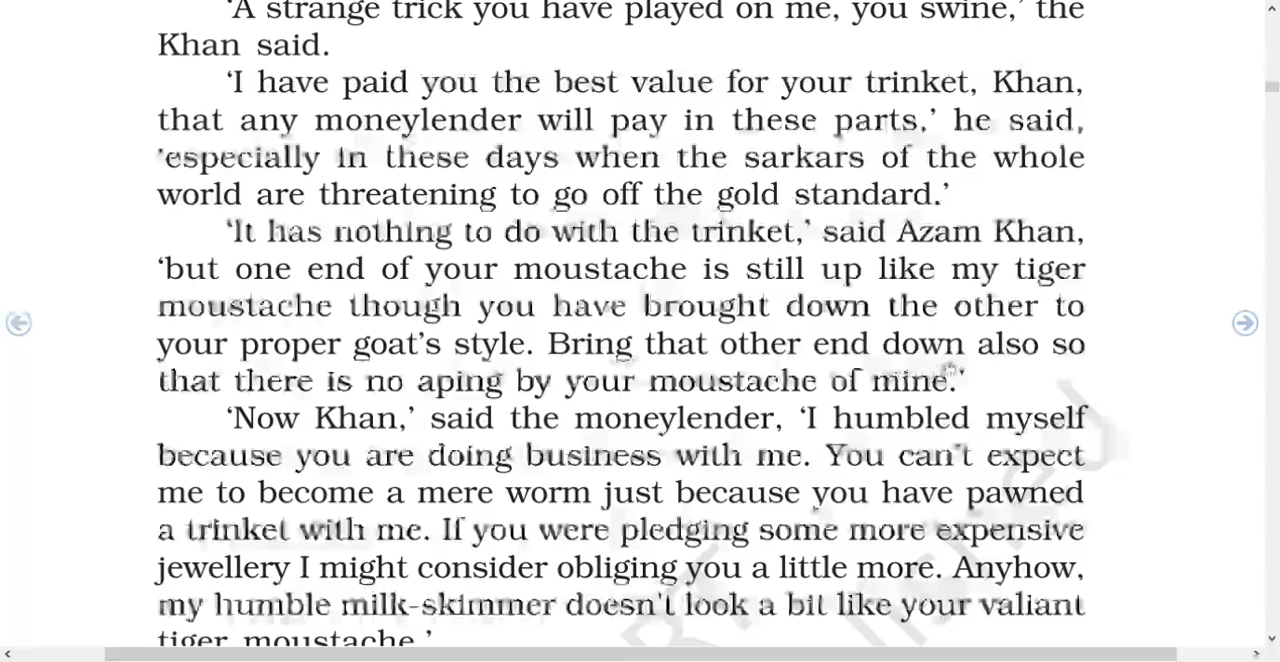 ‘A strange trick you have played on me, you swine,’ the
Khan said.
‘I have paid you the best value for your trinket, Khan,
that any moneylender will pay in these parts,’ he said,
‘especially in these days when the sarkars of the whole
world are threatening to go off the gold standard.’
‘It has nothing to do with the trinket,’ said Azam Khan,
‘but one end of your moustache is still up like my tiger
moustache though you have brought down the other to
your proper goat’s style. Bring that other end down also so
that there is no aping by your moustache of mine.’
‘Now Khan,’ said the moneylender, ‘I humbled myself
because you are doing business with me. You can’t expect
me to become a mere worm just because you have pawned
a trinket with me. If you were pledging some more expensive
jewellery I might consider obliging you a little more. Anyhow,
my humble milk-skimmer doesn't look a bit like your valiant
tiger moustache.’